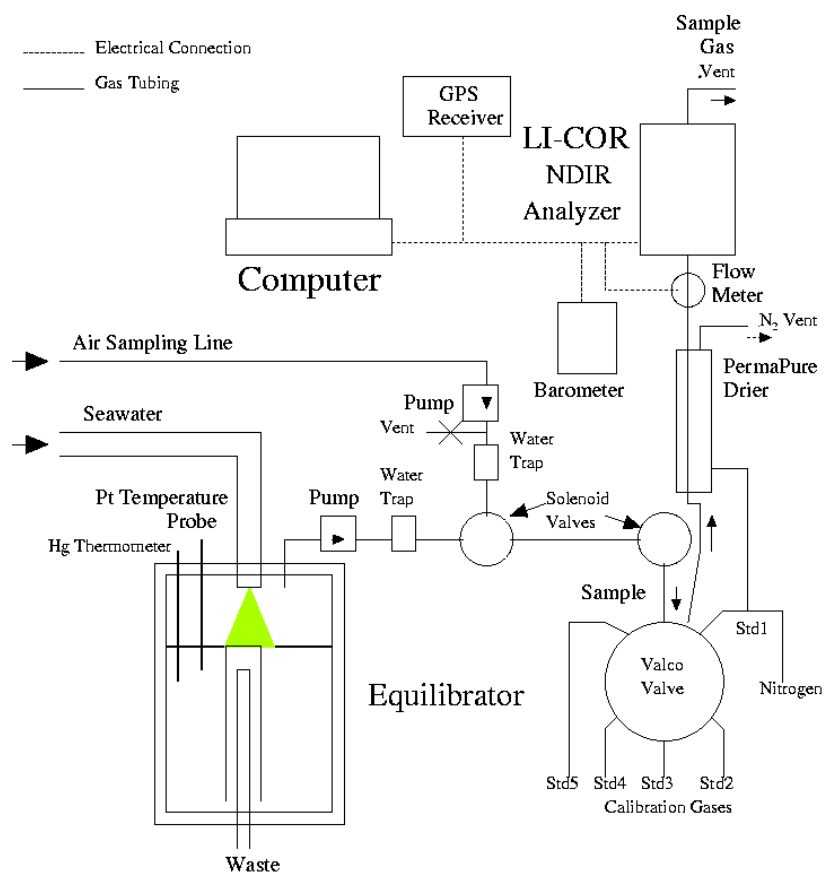 Electrical Connection
Gas Tubing
Sample
Gas
Vent
GPS
Receiver
LI-COR
NDIR
Analyzer
Computer
Flow
Meter
N2 Vent
Air Sampling Line
Barometer
PermaPure
Drier
Pump
Seawater
Vent
Water
Trap
Pt Temperature
Probe
Pump
Water
Trap
Solenoid
Valves
Hg Thermometer
Sample
Std1
Valco
Valve
Nitrogen
Equilibrator
Std5
Std4
Std3
Std2
Calibration Gases
Waste